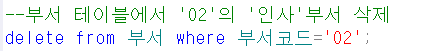 --부서 테이블에서 '02'의 '인사'부서 삭제
delete from 부서 where 부서코드='02';